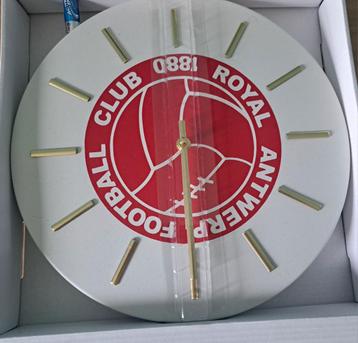 ROYAL ANTWERP FOOTBALL CLUB
1880